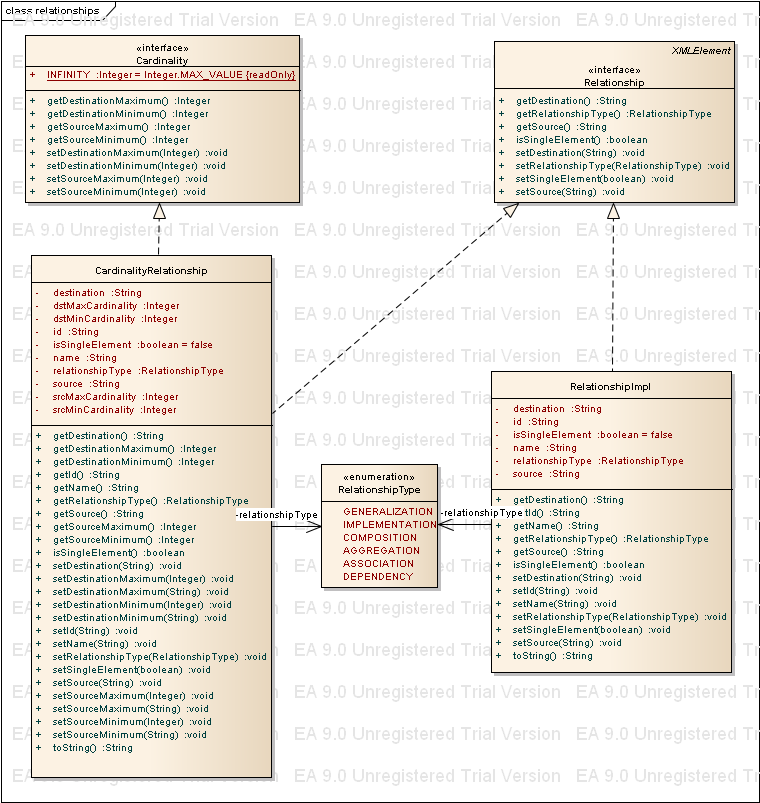 class relationships
EA 9.0 Unregistered Trial Version EA 9.0 Unregistered Tr
«interface»
Cardinality
+ INFINITY :Integer = Integer.MAX_VALUE {readOnly}
+ getDestinationMaximum() :Integer
+ getDestinationMinimum() :Integer
+ getSourceMaximum() :Integer
+ getSourceMinimum() :Integer
+ setDestinationMaximum(Integer) :void
+ setDestinationMinimum(Integer) :void
+ setSourceMaximum(Integer) :void
+ setSourceMinimum(Integer) :void
XMLElement
«interface»
Relationship
+ getDestination() :String
+ getRelationshipType() :RelationshipType
+ getSource() :String
+ isSingleElement() :boolean
+ setDestination(String) :void
+ setRelationshipType(RelationshipType) :void
+ setSingleElement(boolean) :void
+ setSource(String) :void
CardinalityRelationship
- destination :String
- dstMaxCardinality :Integer
- dstMinCardinality :Integer
- id :String
- isSingleElement :boolean = false
- name :String
- relationshipType :RelationshipType
- source :String
- srcMaxCardinality :Integer
- srcMinCardinality :Integer
+ getDestination() :String
+ getDestinationMaximum() :Integer
+ getDestinationMinimum() :Integer
+ getId() :String
+ getName() :String
+ getRelationshipType() :RelationshipType
+ getSource() :String
+ getSourceMaximum() :Integer
+ getSourceMinimum() :Integer
+ isSingleElement() :boolean
+ setDestination(String) :void
+ setDestinationMaximum(Integer) :void
+ setDestinationMaximum(String) :void
+ setDestinationMinimum(Integer) :void
+ setDestinationMinimum(String) :void
+ setId(String) :void
+ setName(String) :void
+ setRelationshipType(RelationshipType) :void
+ setSingleElement(boolean) :void
+ setSource(String) :void
+ setSourceMaximum(Integer) :void
+ setSourceMaximum(String) :void
+ setSourceMinimum(Integer) :void
+ setSourceMinimum(String) :void
+ toString() :String
-relationshipType
«enumeration»
RelationshipType
GENERALIZATION
IMPLEMENTATION
COMPOSITION
AGGREGATION
ASSOCIATION
DEPENDENCY
-relationshipType
RelationshipImpl
- destination :String
- id :String
- isSingleElement :boolean = false
- name :String
- relationshipType :RelationshipType
- source :String
+ getDestination() :String
tId() :String
+ getName() :String
+ getRelationshipType() :RelationshipType
+ getSource() :String
+ isSingleElement() :boolean
+ setDestination(String) :void
+ setId(String) :void
+ setName(String) :void
+ setRelationshipType(RelationshipType) :void
+ setSingleElement(boolean) :void
+ setSource(String) :void
+ toString() :String